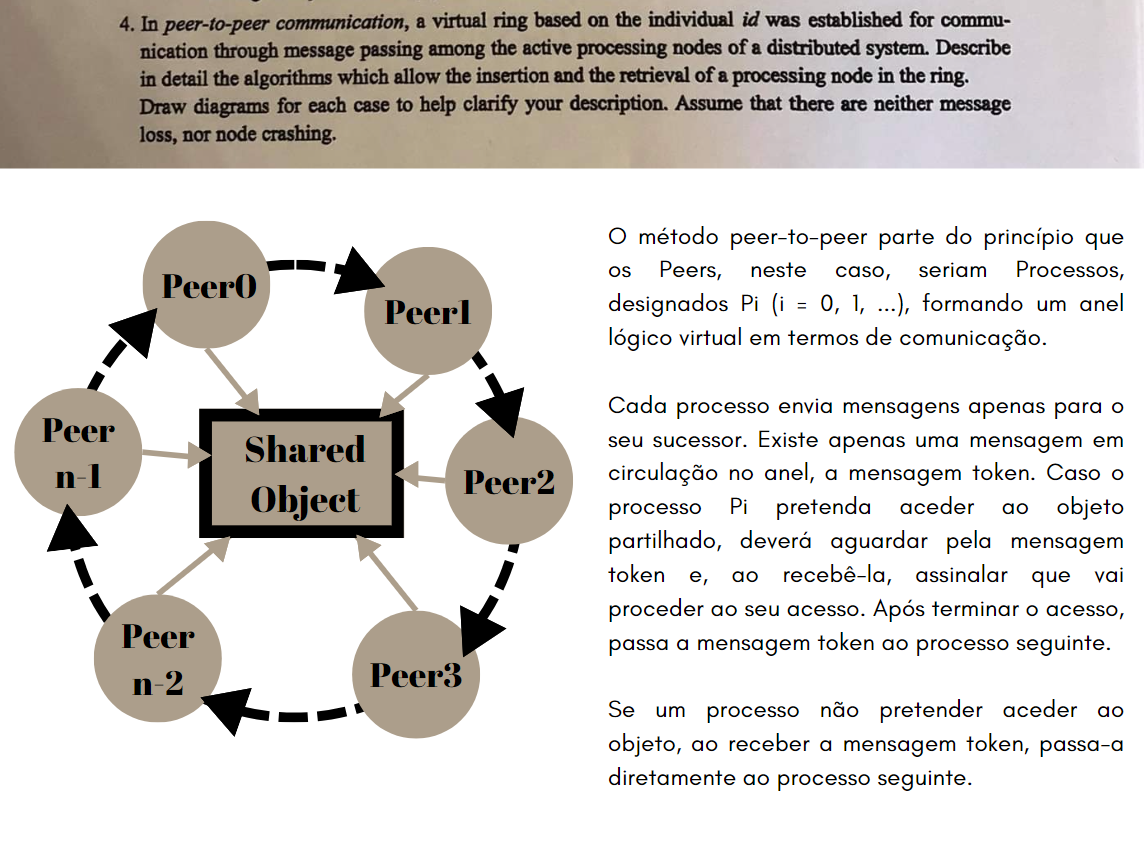 4. In peer-to-peer communication, a virtual ring based on the individual id was established for commu-
nication through message passing among the active processing nodes of a distributed system. Describe
in detail the algorithms which allow the insertion and the retrieval of a processing node in the ring.
Draw diagrams for each case to help clarify your description. Assume that there are neither message
loss, nor node crashing.
Peer0
Peer1
Peer2
Peer3
Peer
n-2
Peer
n-1
Shared
Object
O método peer-to-peer parte do princípio que
os Peers, neste caso, seriam Processos,
designados Pi (i = 0, 1, ...), formando um anel
lógico virtual em termos de comunicação.
Cada processo envia mensagens apenas para o
seu sucessor. Existe apenas uma mensagem em
circulação no anel, a mensagem token. Caso o
processo Pi pretenda aceder ao objeto
partilhado, deverá aguardar pela mensagem
token e, ao recebê-la, assinalar que vai
proceder ao seu acesso. Após terminar o acesso,
passa a mensagem token ao processo seguinte.
Se um processo não pretender aceder ao
objeto, ao receber a mensagem token, passa-a
diretamente ao processo seguinte.